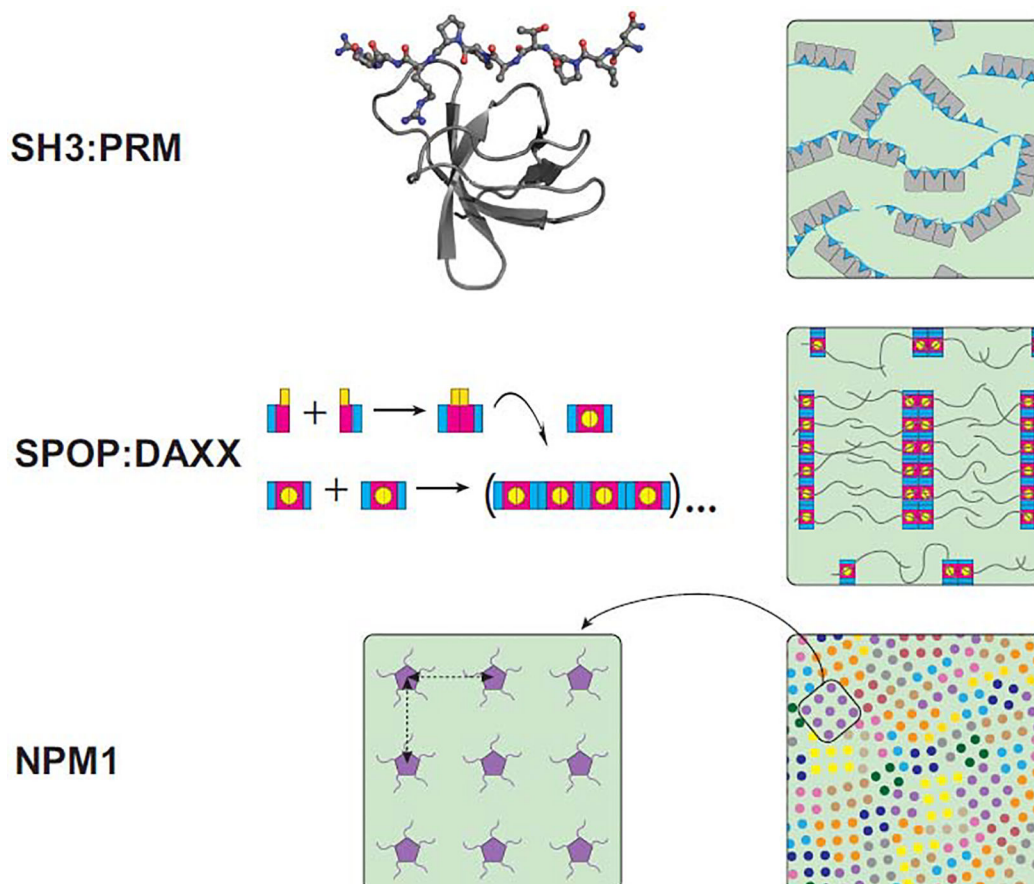 SH3:PRM
SPOP:DAXX
+
+
( )...
NPM1